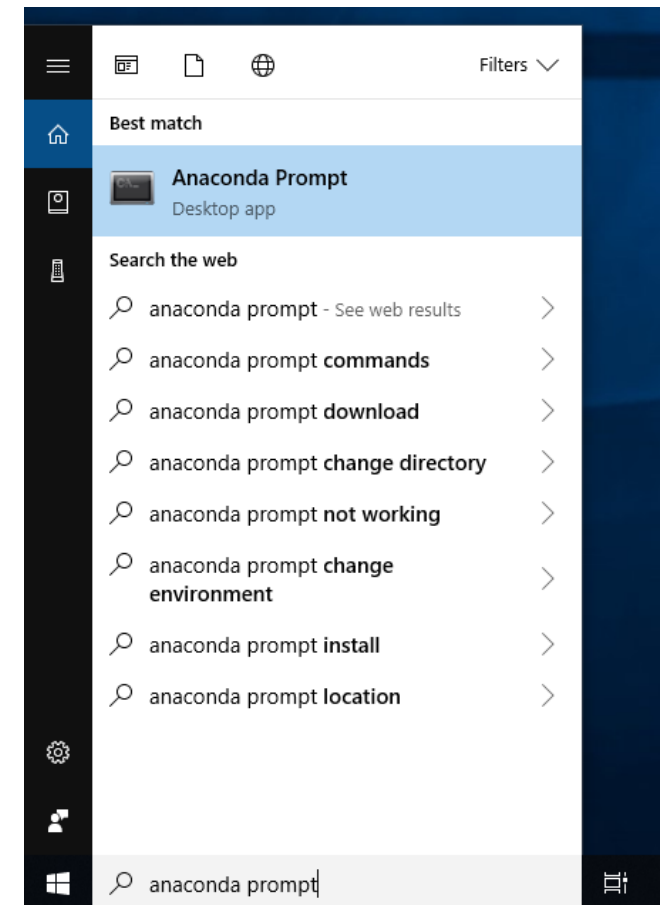 Filters
Best match
Anaconda Prompt
Desktop app
Search the web
anaconda prompt - See web results
anaconda prompt commands
anaconda prompt download
anaconda prompt change directory
anaconda prompt not working
anaconda prompt change
environment
anaconda prompt install
anaconda prompt location
anaconda prompt